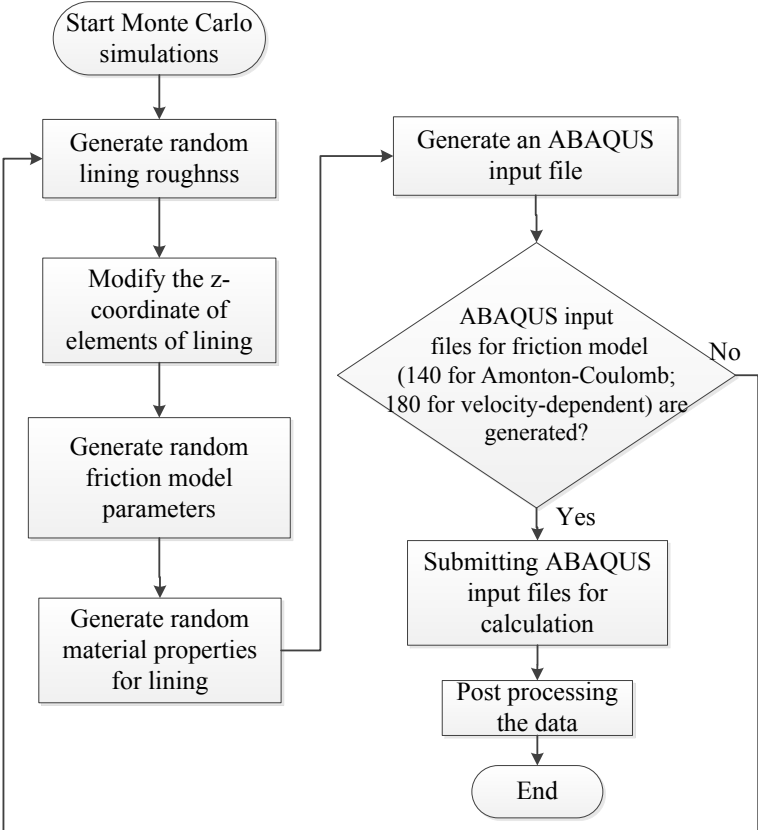 Start Monte Carlo
simulations
Generate random
lining roughnss
Modify the z-
coordinate of
elements of lining
Generate random
friction model
parameters
Generate random
material properties
for lining
Generate an ABAQUS
input file
ABAQUS input
files for friction model
(140 for Amonton-Coulomb;
180 for velocity-dependent) are
generated?
No
Yes
Submitting ABAQUS
input files for
calculation
Post processing
the data
End